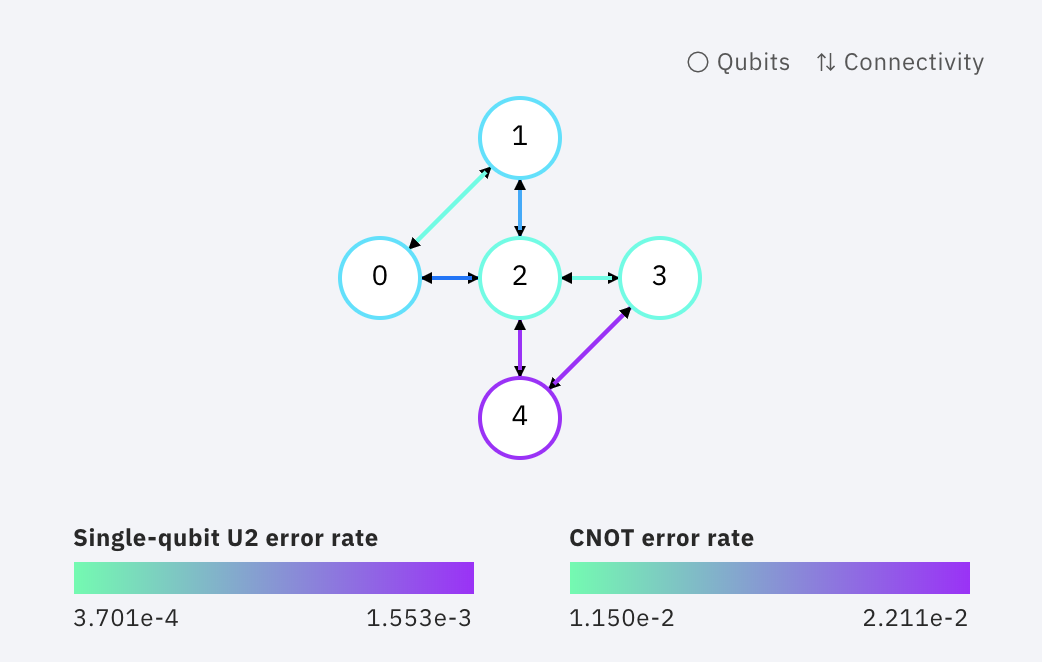 Qubits Connectivity
1
0 2 3
4
Single-qubit U2 error rate CNOT error rate
3.701e-4 1.553e-3 1.150e-2 2.211e-2